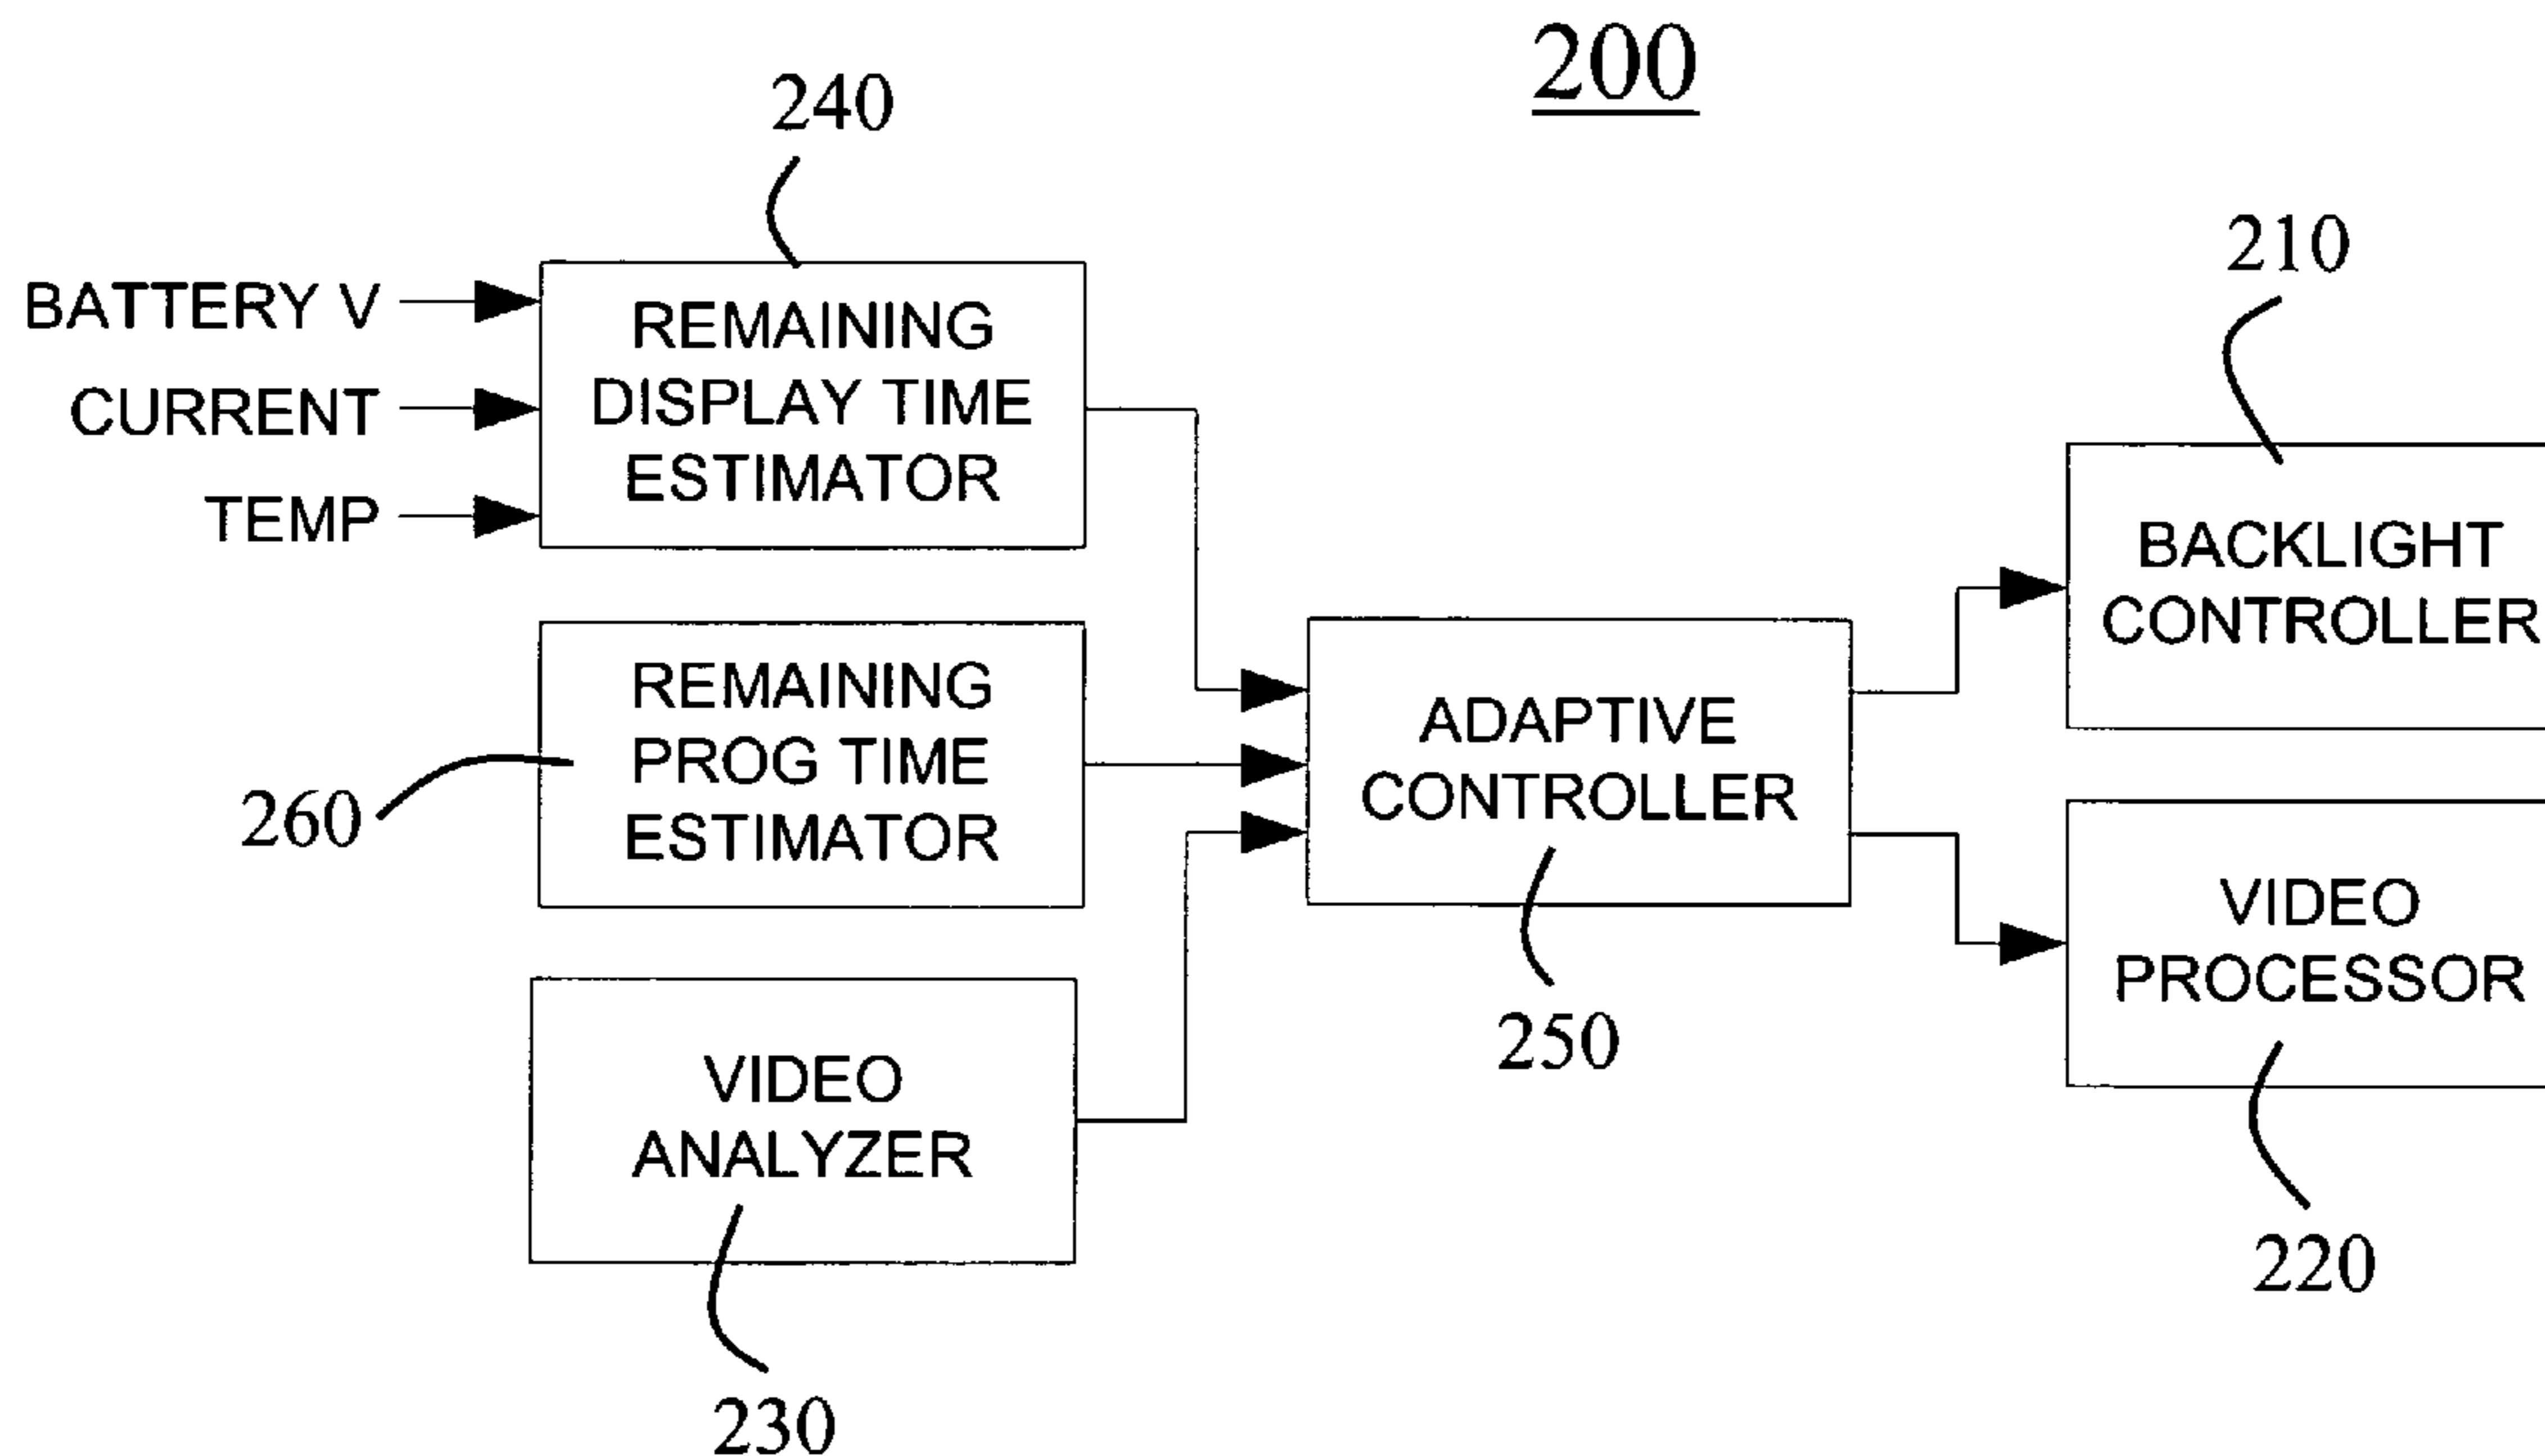 200
240
BATTERY V
CURRENT
TEMP
REMAINING
DISPLAY TIME
ESTIMATOR
210
BACKLIGHT
CONTROLLER
REMAINING
PROG TIME
ESTIMATOR
260
ADAPTIVE
CONTROLLER
250
VIDEO
PROCESSOR
220
VIDEO
ANALYZER
230